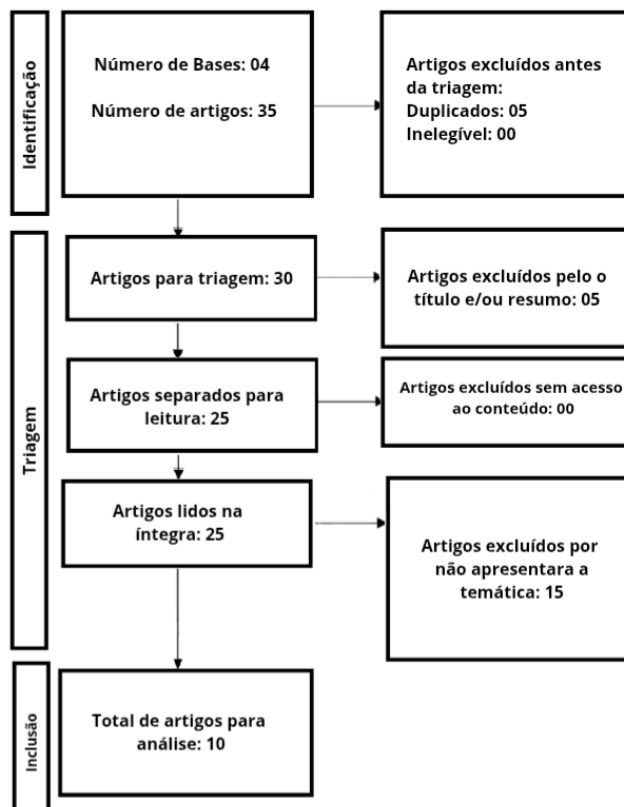 Identificação
Número de Bases: 04
Número de artigos: 35
Artigos excluídos antes
da triagem:
Duplicados: 05
Inelegível: 00
Triagem
Artigos para triagem: 30
Artigos excluídos pelo o
título e/ou resumo: 05
Artigos separados para
leitura: 25
Artigos excluídos sem acesso
ao conteúdo: 00
Artigos lidos na
íntegra: 25
Artigos excluídos por
não apresentara a
temática: 15
Inclusão
Total de artigos para
análise: 10